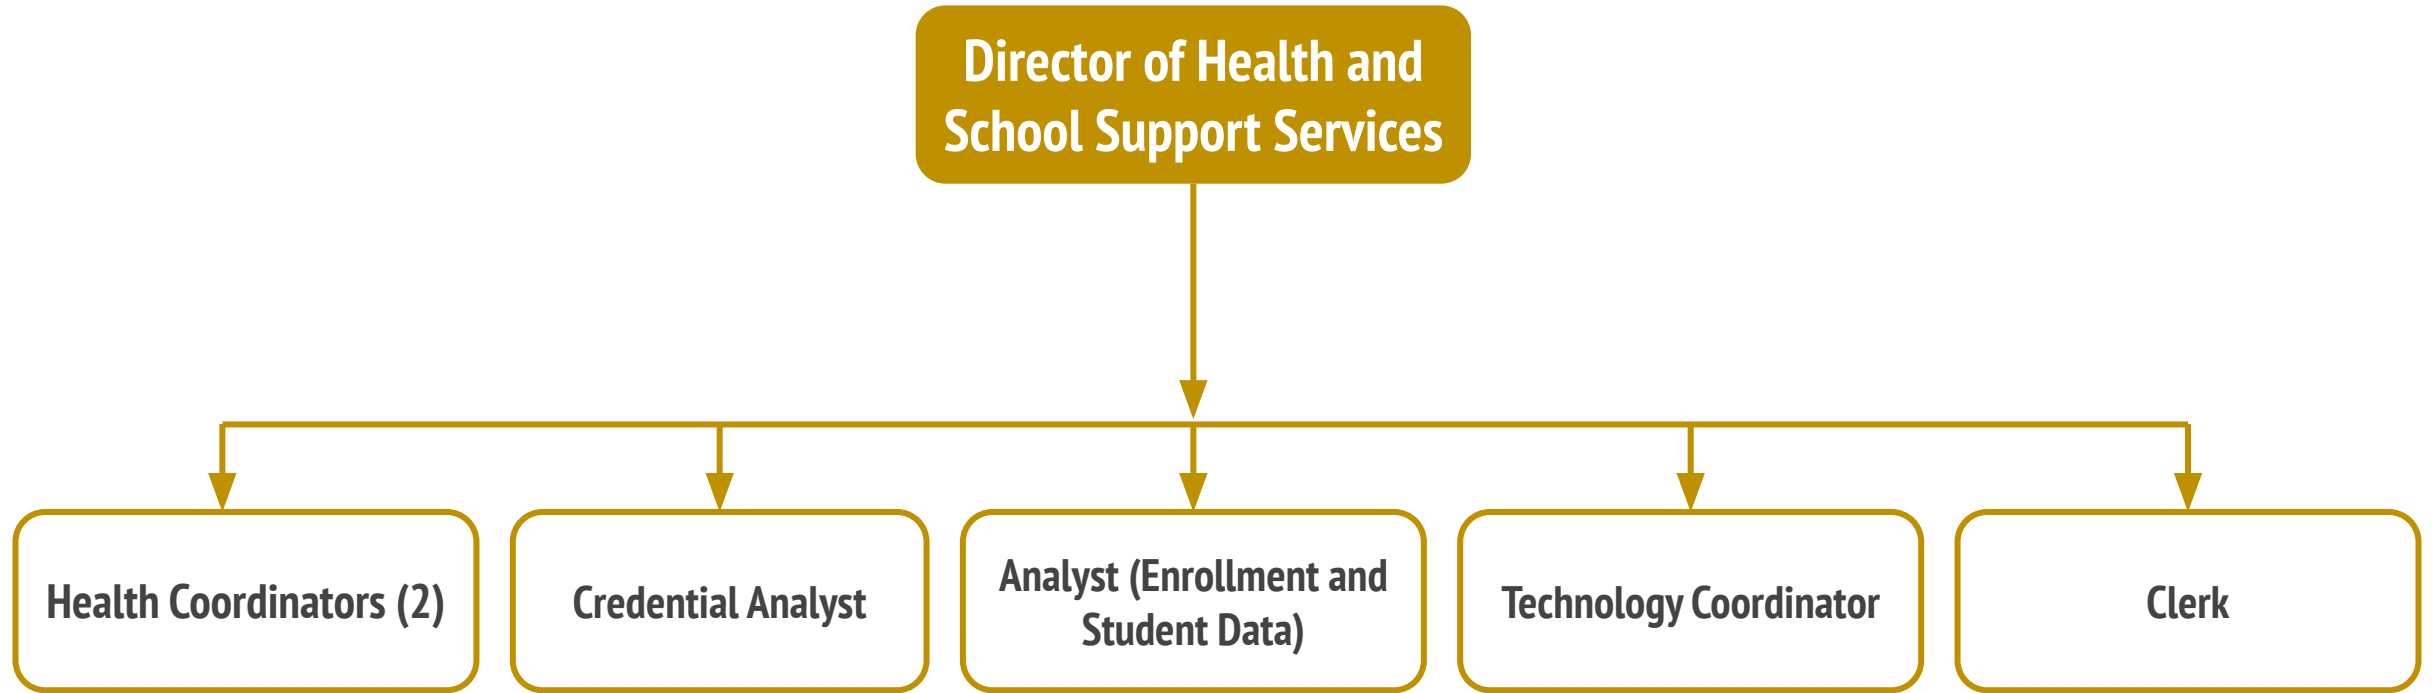 Director of Health and
School Support Services
Health Coordinators (2)
Credential Analyst
Analyst (Enrollment and
Student Data)
Technology Coordinator
Clerk